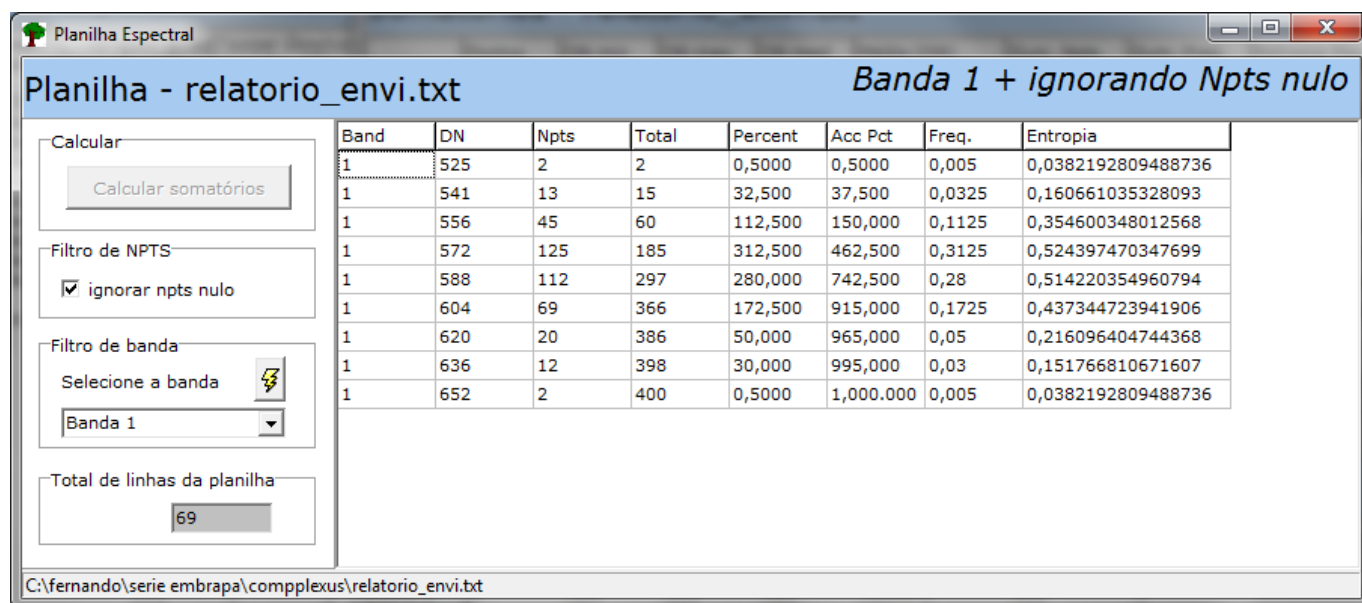 Planilha Espectral
Planilha - relatorio_envi.txt
Banda 1 + ignorando Npts nulo
Calcular
Calcular somatórios
Filtro de NPTS
ignorar npts nulo
Filtro de banda
Selecione a banda
Banda 1
Total de linhas da planilha
69
Band DN Npts Total Percent Acc Pct Freq. Entropia
1 525 2 2 0,5000 0,5000 0,005 0,0382192809488736
1 541 13 15 32,500 37,500 0,0325 0,160661035328093
1 556 45 60 112,500 150,000 0,1125 0,354600348012568
1 572 125 185 312,500 462,500 0,3125 0,524397470347699
1 588 112 297 280,000 742,500 0,28 0,514220354960794
1 604 69 366 172,500 915,000 0,1725 0,437344723941906
1 620 20 386 50,000 965,000 0,05 0,216096404744368
1 636 12 398 30,000 995,000 0,03 0,151766810671607
1 652 2 400 0,5000 1,000.000 0,005 0,0382192809488736
C:\fernando\serie embrapa\compplexus\relatorio_envi.txt